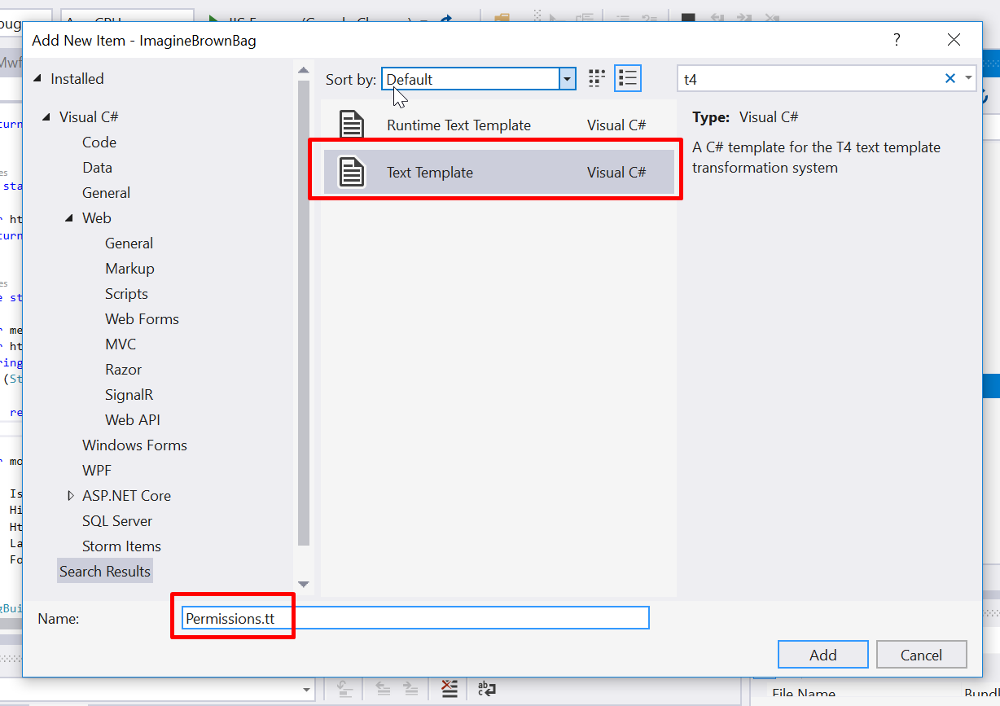 Add New Item - ImagineBrownBag
?
Installed
Sort by: Default
t4
Visual C#
Code
Data
General
Web
General
Markup
Scripts
Web Forms
MVC
Razor
SignalR
Web API
Windows Forms
WPF
ASP.NET Core
SQL Server
Storm Items
Search Results
Runtime Text Template Visual C#
Text Template Visual C#
Type: Visual C#
A C# template for the T4 text template
transformation system
Name: Permissions.tt
Add Cancel
File Name